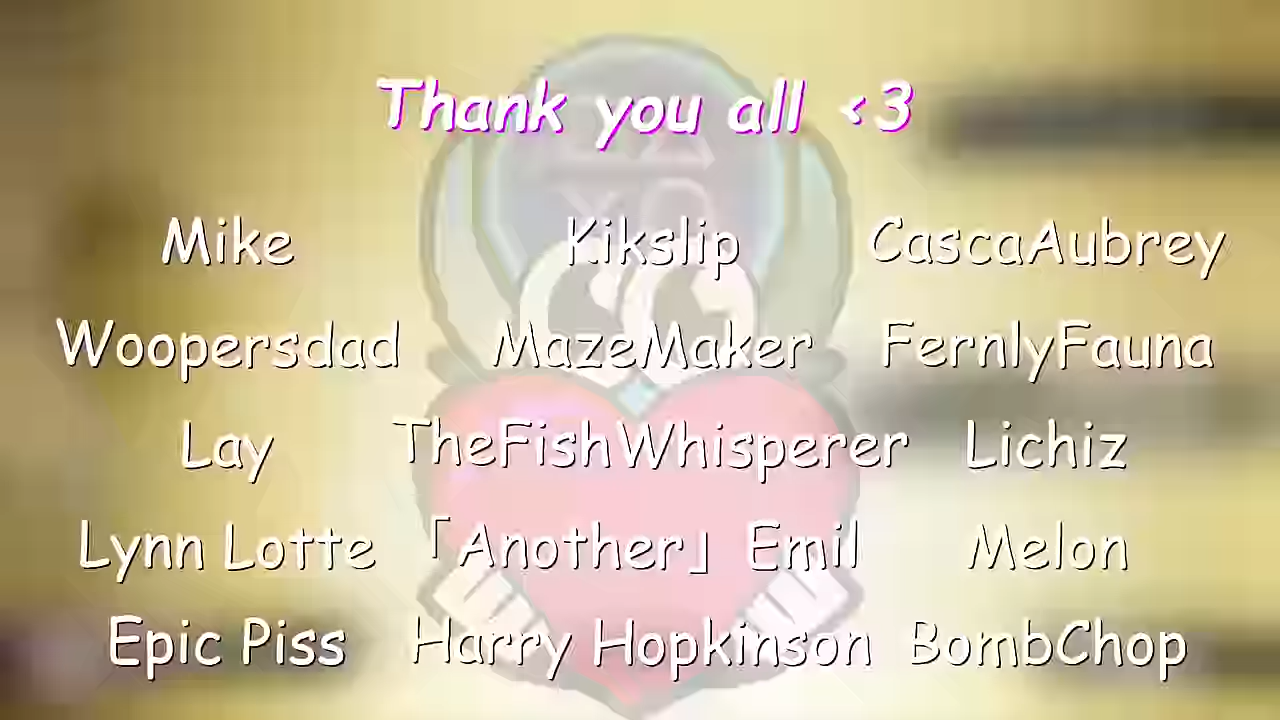 Thank you all <3
Mike Kikslip CascaAubrey
Woopersdad MazeMaker FernlyFauna
Lay TheFishWhisperer Lichiz
Lynn Lotte 「Another」 Emil Melon
Epic Piss Harry Hopkinson BombChop